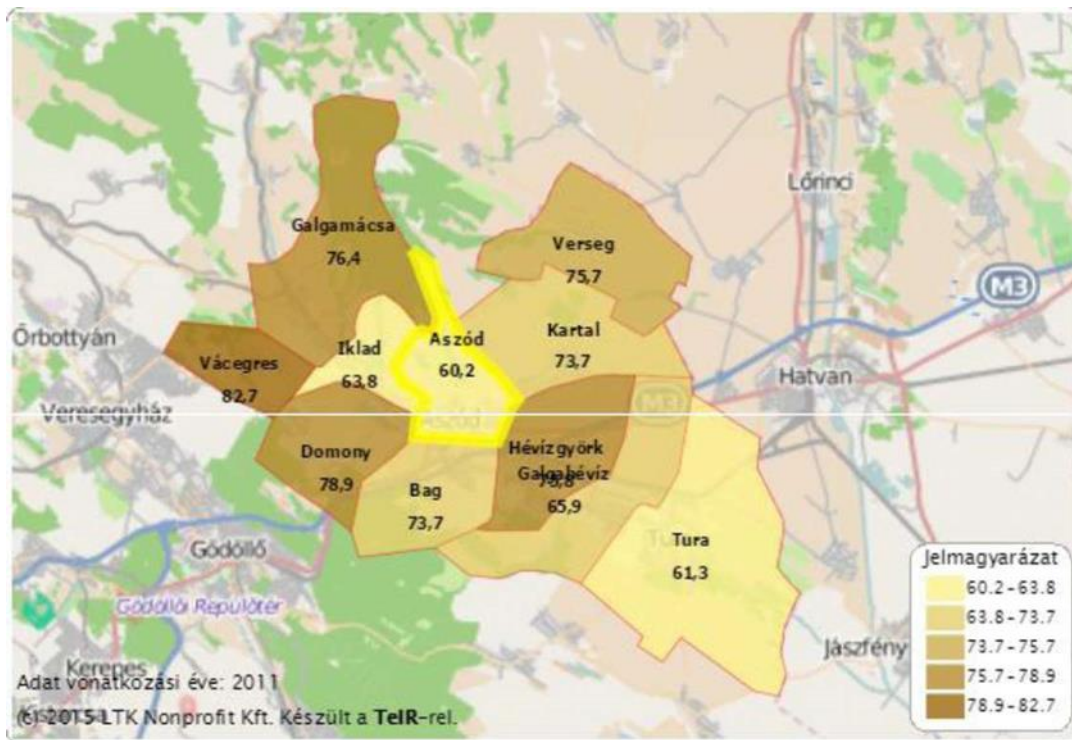 Galgamácsa
76,4
Verseg
75,7
Lőrinci
M3
Őrbottyán
Vácegres
82,7
Iklad
63,8
Aszód
60,2
Kartal
73,7
Hatvan
Veresegyház
M3
Aszód
Domony
78,9
Hévízgyörk
Galgahévíz
65,9
Bag
73,7
Tura
61,3
Gödöllő
Gödöllői Repülőtér
Kerepes
Jászfény
Jelmagyarázat
60.2-63.8
63.8-73.7
73.7-75.7
75.7-78.9
78.9-82.7
Adat vonatkozási éve: 2011
(c) 2015 LTK Nonprofit Kft. Készült a TeIR-rel.